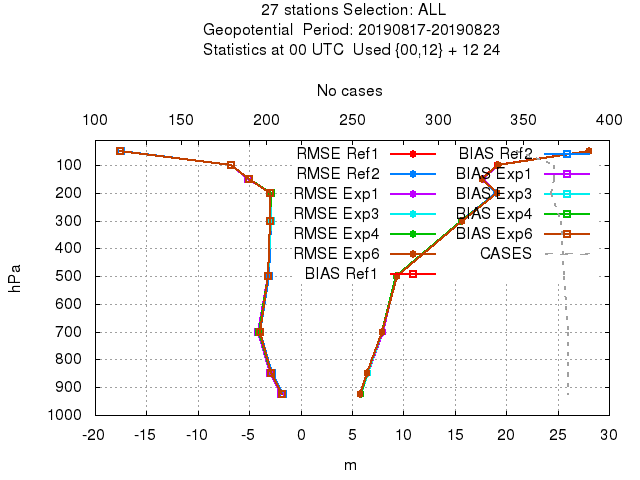 27 stations Selection: ALL
Geopotential  Period: 20190817-20190823
Statistics at 00 UTC  Used {00,12} + 12 24
No cases
100 150 200 250 300 350 400
RMSE Ref1 BIAS Ref2
100 RMSE Ref2 BIAS Exp1
200 RMSE Exp1 BIAS Exp3
300 RMSE Exp3 BIAS Exp4
400 RMSE Exp4 BIAS Exp6
RMSE Exp6 CASES
500 BIAS Ref1
hPa
600
700
800
900
1000
-20 -15 -10 -5 0 5 10 15 20 25 30
m